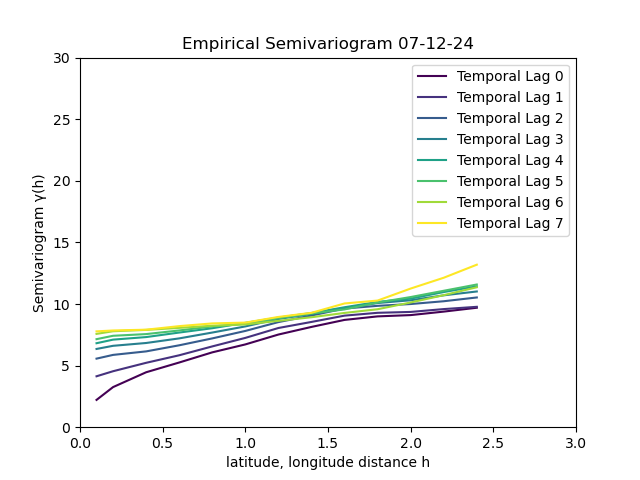 Empirical Semivariogram 07-12-24
Semivariogram γ(h)
30
25
20
15
10
5
0
Temporal Lag 0
Temporal Lag 1
Temporal Lag 2
Temporal Lag 3
Temporal Lag 4
Temporal Lag 5
Temporal Lag 6
Temporal Lag 7
0.0 0.5 1.0 1.5 2.0 2.5 3.0
latitude, longitude distance h